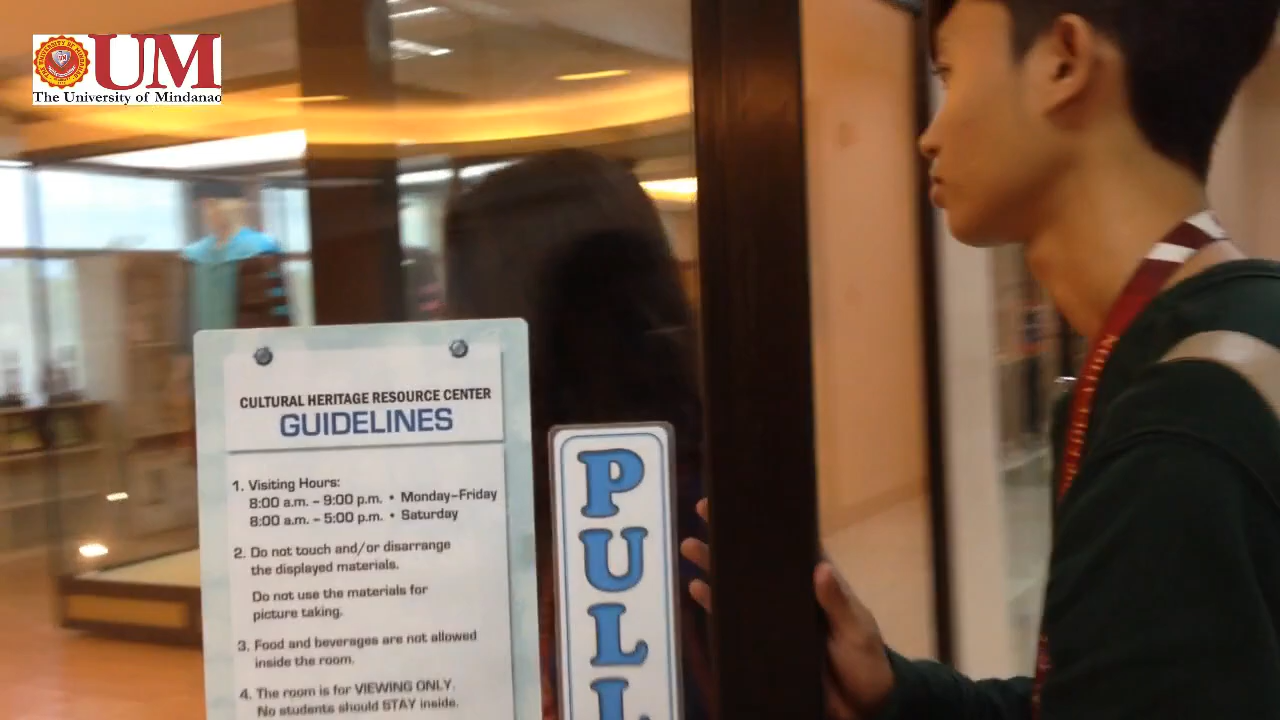 UM
The University of Mindanao
CULTURAL HERITAGE RESOURCE CENTER
GUIDELINES
1. Visiting Hours:
8:00 a.m. – 9:00 p.m. • Monday–Friday
8:00 a.m. – 5:00 p.m. • Saturday
2. Do not touch and/or disarrange
the displayed materials.
Do not use the materials for
picture taking.
3. Food and beverages are not allowed
inside the room.
4. The room is for VIEWING ONLY.
No students should STAY inside.
PULL